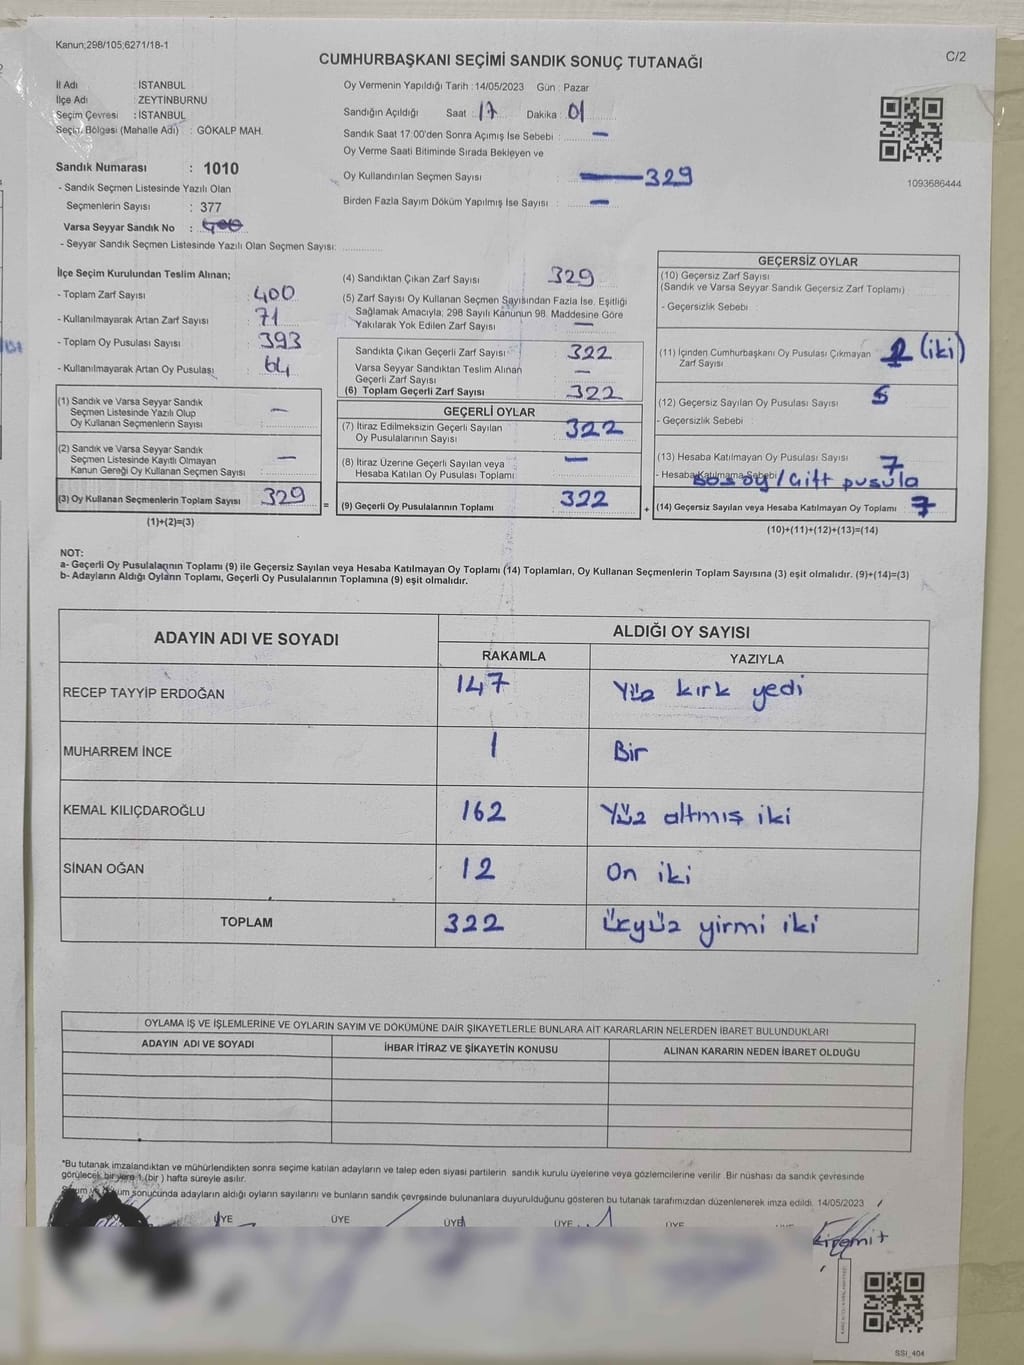 Kanun;298/105;6271/18-1
CUMHURBAŞKANI SEÇİMİ SANDIK SONUÇ TUTANAĞI
C/2
İl Adı : İSTANBUL
İlçe Adı : ZEYTİNBURNU
Seçim Çevresi : İSTANBUL
Seçim Bölgesi (Mahalle Adı) : GÖKALP MAH.
Sandık Numarası : 1010
- Sandık Seçmen Listesinde Yazılı Olan
Seçmenlerin Sayısı : 377
Varsa Seyyar Sandık No : 400
- Seyyar Sandık Seçmen Listesinde Yazılı Olan Seçmen Sayısı:
Oy Vermenin Yapıldığı Tarih : 14/05/2023 Gün : Pazar
Sandığın Açıldığı Saat : 17 Dakika : 01
Sandık Saat 17.00'den Sonra Açımış İse Sebebi : –
Oy Verme Saati Bitiminde Sırada Bekleyen ve
Oy Kullandırılan Seçmen Sayısı : 329
Birden Fazla Sayım Döküm Yapılmış İse Sayısı : –
1093686444
İlçe Seçim Kurulundan Teslim Alınan;
- Toplam Zarf Sayısı 400
- Kullanılmayarak Artan Zarf Sayısı 71
- Toplam Oy Pusulası Sayısı 393
- Kullanılmayarak Artan Oy Pusulası 64
(1) Sandık ve Varsa Seyyar Sandık
Seçmen Listesinde Yazılı Olup
Oy Kullanan Seçmenlerin Sayısı –
(2) Sandık ve Varsa Seyyar Sandık
Seçmen Listesinde Kayıtlı Olmayan
Kanun Gereği Oy Kullanan Seçmen Sayısı –
(3) Oy Kullanan Seçmenlerin Toplam Sayısı 329
(1)+(2)=(3)
(4) Sandıktan Çıkan Zarf Sayısı 329
(5) Zarf Sayısı Oy Kullanan Seçmen Sayısından Fazla İse, Eşitliği
Sağlamak Amacıyla; 298 Sayılı Kanunun 98. Maddesine Göre
Yakılarak Yok Edilen Zarf Sayısı –
Sandıkta Çıkan Geçerli Zarf Sayısı 322
Varsa Seyyar Sandıktan Teslim Alınan
Geçerli Zarf Sayısı –
(6) Toplam Geçerli Zarf Sayısı 322
GEÇERLİ OYLAR
(7) İtiraz Edilmeksizin Geçerli Sayılan
Oy Pusulalarının Sayısı 322
(8) İtiraz Üzerine Geçerli Sayılan veya
Hesaba Katılan Oy Pusulası Toplamı –
= (9) Geçerli Oy Pusulalarının Toplamı 322
GEÇERSİZ OYLAR
(10) Geçersiz Zarf Sayısı
(Sandık ve Varsa Seyyar Sandık Geçersiz Zarf Toplamı)
- Geçersizlik Sebebi
(11) İçinden Cumhurbaşkanı Oy Pusulası Çıkmayan
Zarf Sayısı 2 (iki)
(12) Geçersiz Sayılan Oy Pusulası Sayısı 5
- Geçersizlik Sebebi
(13) Hesaba Katılmayan Oy Pusulası Sayısı 7
- Hesaba Katılmama Sebebi boş oy / Çift pusula
+ (14) Geçersiz Sayılan veya Hesaba Katılmayan Oy Toplamı 7
(10)+(11)+(12)+(13)=(14)
NOT:
a- Geçerli Oy Pusulalarının Toplamı (9) ile Geçersiz Sayılan veya Hesaba Katılmayan Oy Toplamı (14) Toplamları, Oy Kullanan Seçmenlerin Toplam Sayısına (3) eşit olmalıdır. (9)+(14)=(3)
b- Adayların Aldığı Oyların Toplamı, Geçerli Oy Pusulalarının Toplamına (9) eşit olmalıdır.
ADAYIN ADI VE SOYADI ALDIĞI OY SAYISI
RAKAMLA YAZIYLA
RECEP TAYYİP ERDOĞAN 147 Yüz kırk yedi
MUHARREM İNCE 1 Bir
KEMAL KILIÇDAROĞLU 162 Yüz altmış iki
SİNAN OĞAN 12 On iki
TOPLAM 322 Üçyüz yirmi iki
OYLAMA İŞ VE İŞLEMLERİNE VE OYLARIN SAYIM VE DÖKÜMÜNE DAİR ŞİKAYETLERLE BUNLARA AİT KARARLARIN NELERDEN İBARET BULUNDUKLARI
ADAYIN ADI VE SOYADI İHBAR İTİRAZ VE ŞİKAYETİN KONUSU ALINAN KARARIN NEDEN İBARET OLDUĞU
*Bu tutanak imzalandıktan ve mühürlendikten sonra seçime katılan adayların ve talep eden siyasi partilerin sandık kurulu üyelerine veya gözlemcilerine verilir. Bir nüshası da sandık çevresinde
görülecek bir yere 1 (bir ) hafta süreyle asılır.
sonucunda adayların aldığı oyların sayılarını ve bunların sandık çevresinde bulunanlara duyurulduğunu gösteren bu tutanak tarafımızdan düzenlenerek imza edildi. 14/05/2023
ÜYE ÜYE ÜYE ÜYE ÜYE
SSI_404